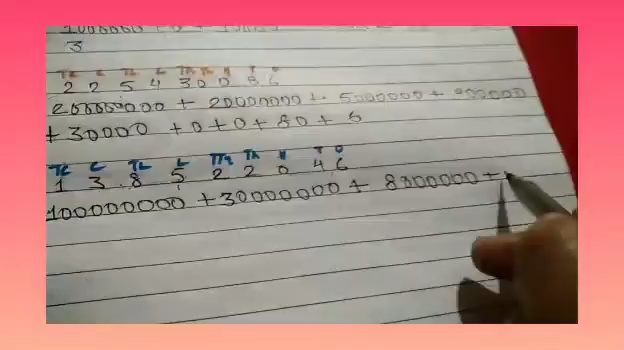 3
TC C TL L TTh Th H T O
2 2 5 4 3 0 0 8 6
200000000 + 20000000 + 5000000 + 400000
+ 30000 + 0 + 0 + 80 + 6
TC C TL L TTh Th H T O
1 3 8 5 2 2 0 4 6
100000000 + 30000000 + 8000000 +